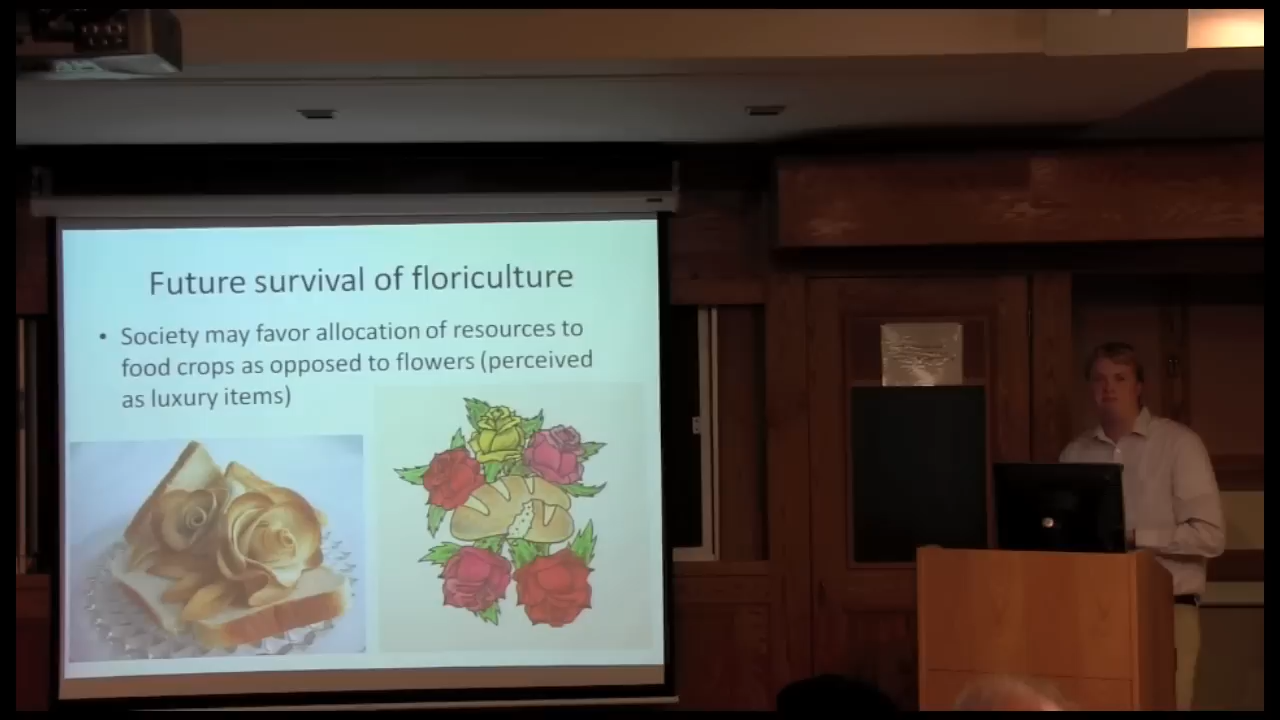 Future survival of floriculture
• Society may favor allocation of resources to
food crops as opposed to flowers (perceived
as luxury items)